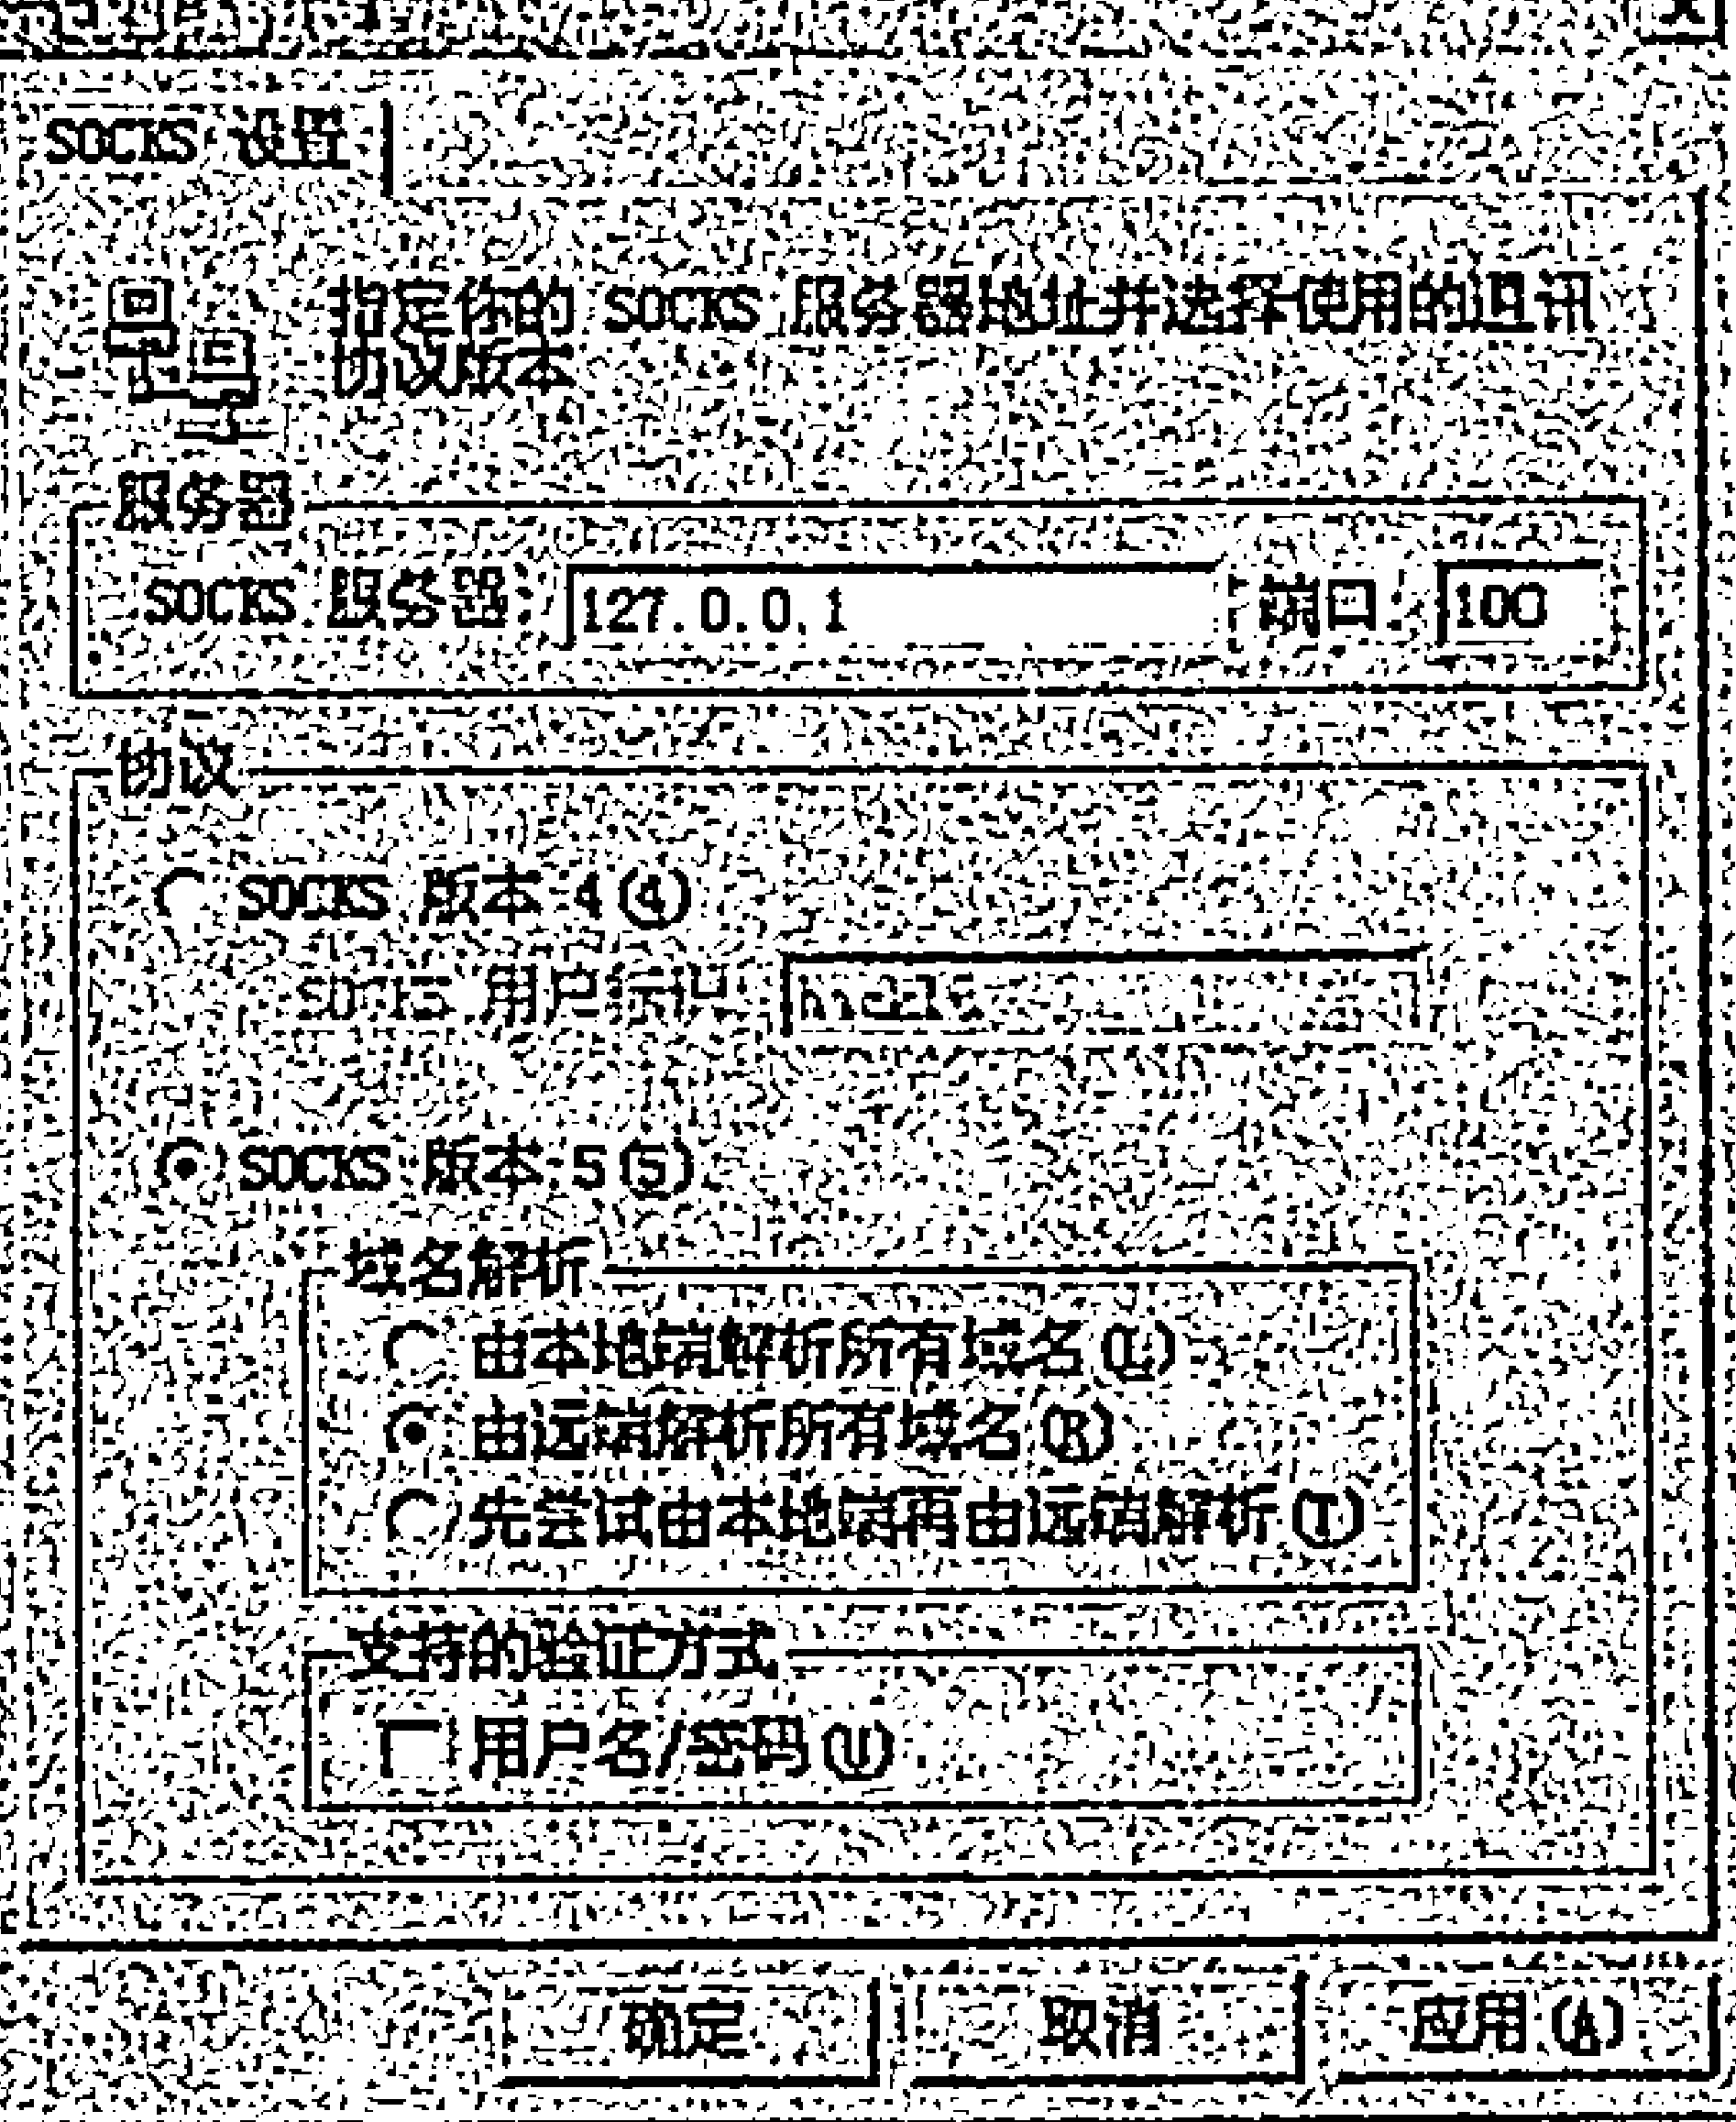 SOCKS 设置
指定你的 SOCKS 服务器地址并选择使用的通讯
协议版本
服务器
SOCKS 服务器: 127.0.0.1 端口: 100
协议
SOCKS 版本 4(4)
SOCKS 用户标识
SOCKS 版本 5(5)
域名解析
由本地端解析所有域名(L)
由远端解析所有域名(R)
先尝试由本地端再由远端解析(T)
支持的验证方式
用户名/密码(U)
确定 取消 应用(A)